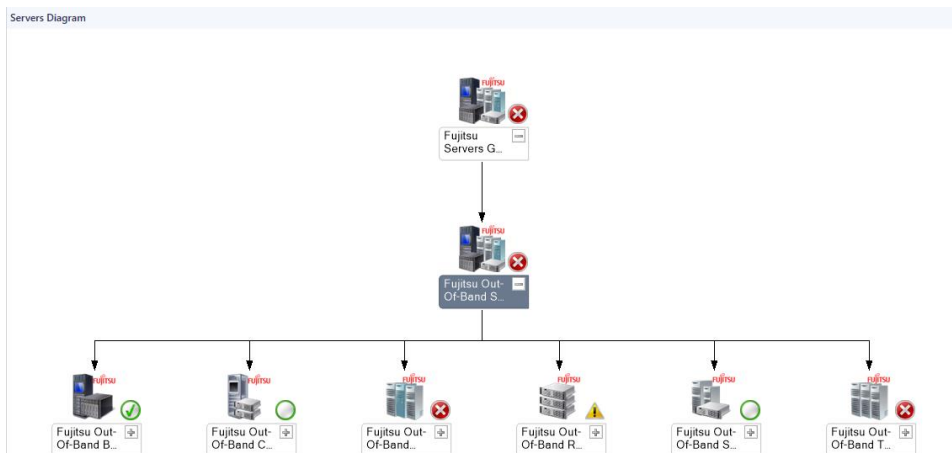 Servers Diagram
FUJITSU
Fujitsu
Servers G...
FUJITSU
Fujitsu Out-
Of-Band S...
FUJITSU
FUJITSU
FUJITSU
FUJITSU
FUJITSU
FUJITSU
Fujitsu Out-
Of-Band B...
Fujitsu Out-
Of-Band C...
Fujitsu Out-
Of-Band...
Fujitsu Out-
Of-Band R...
Fujitsu Out-
Of-Band S...
Fujitsu Out-
Of-Band T...